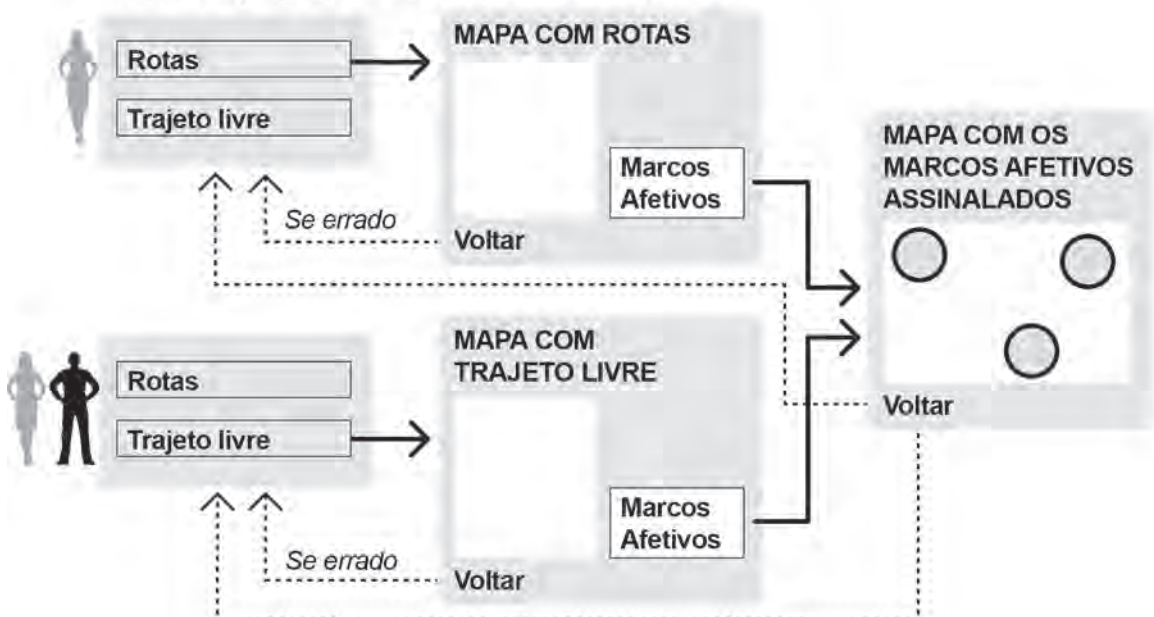 Rotas
Trajeto livre
Se errado
MAPA COM ROTAS
Marcos
Afetivos
Voltar
Rotas
Trajeto livre
Se errado
MAPA COM
TRAJETO LIVRE
Marcos
Afetivos
Voltar
MAPA COM OS
MARCOS AFETIVOS
ASSINALADOS
Voltar